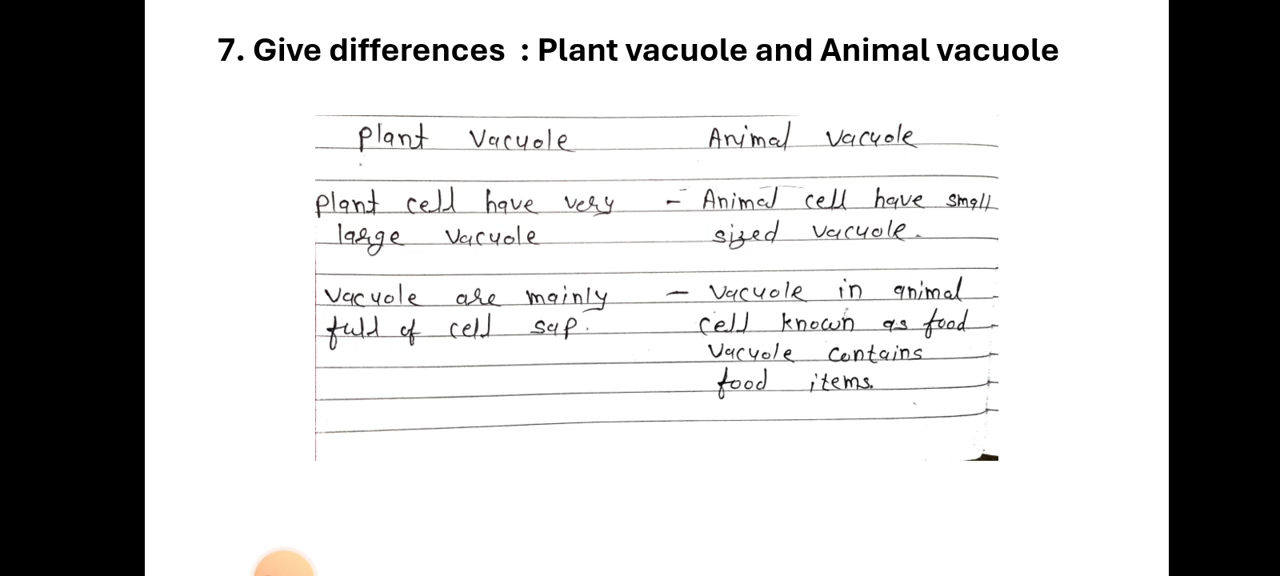 7. Give differences : Plant vacuole and Animal vacuole
Plant Vacuole
Animal vacuole
Plant cell have very
large vacuole
- Animal cell have small
sized vacuole.
Vacuole are mainly
full of cell sap.
- Vacuole in animal
cell known as food
Vacuole contains
food items.